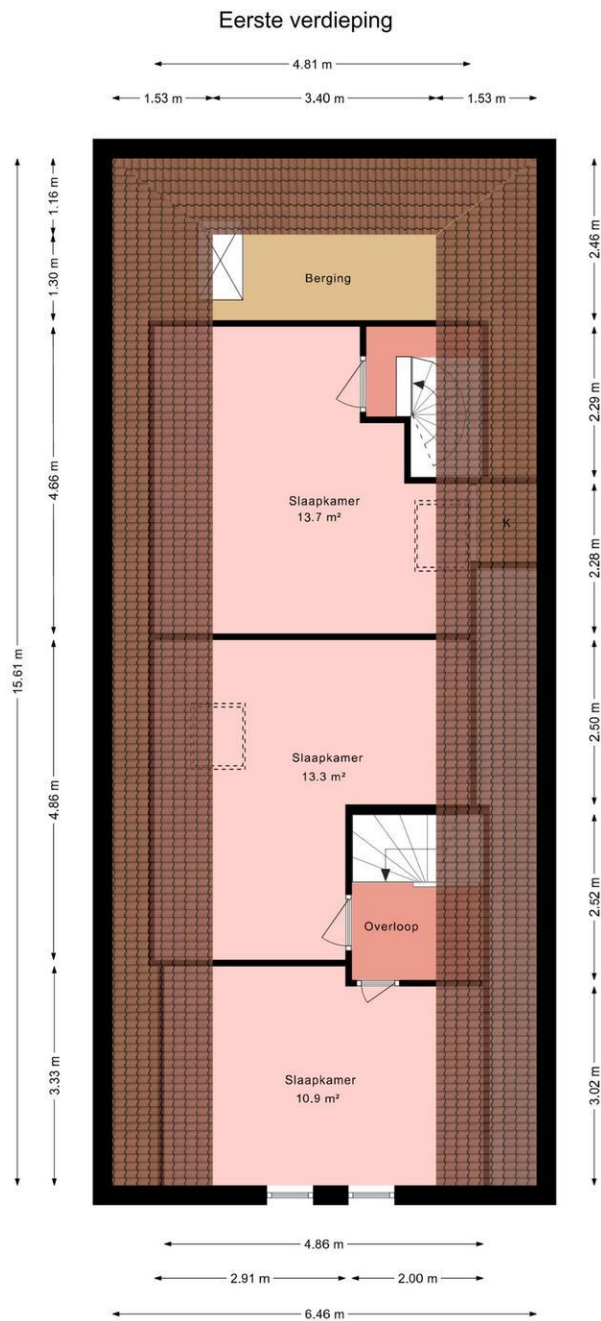 Eerste verdieping
4.81 m
1.53 m
3.40 m
1.53 m
1.16 m
2.46 m
1.30 m
Berging
2.29 m
4.66 m
Slaapkamer
13.7 m²
K
2.28 m
15.61 m
2.50 m
Slaapkamer
13.3 m²
4.86 m
2.52 m
Overloop
3.33 m
3.02 m
Slaapkamer
10.9 m²
4.86 m
2.91 m
2.00 m
6.46 m